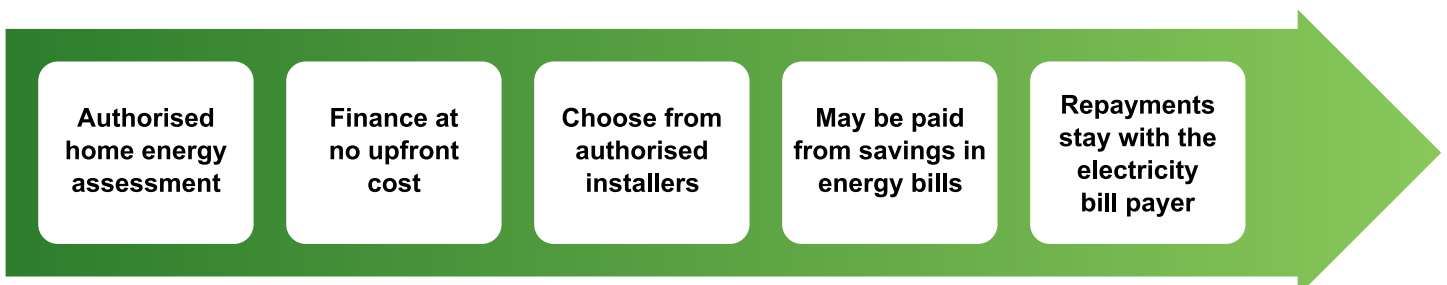 Authorised
home energy
assessment
Finance at
no upfront
cost
Choose from
authorised
installers
May be paid
from savings in
energy bills
Repayments
stay with the
electricity
bill payer